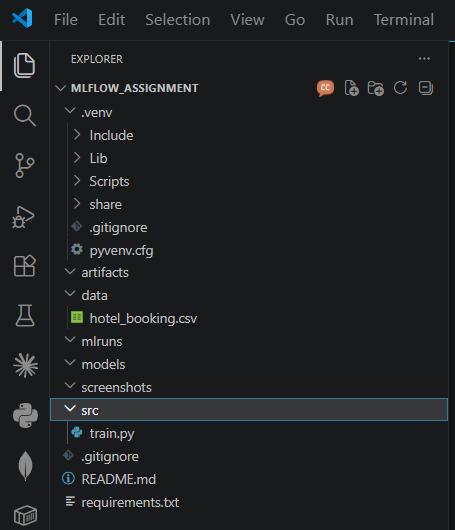 File Edit Selection View Go Run Terminal
EXPLORER ...
MLFLOW_ASSIGNMENT CC
.venv
Include
Lib
Scripts
share
.gitignore
pyvenv.cfg
artifacts
data
hotel_booking.csv
mlruns
models
screenshots
src
train.py
.gitignore
README.md
requirements.txt